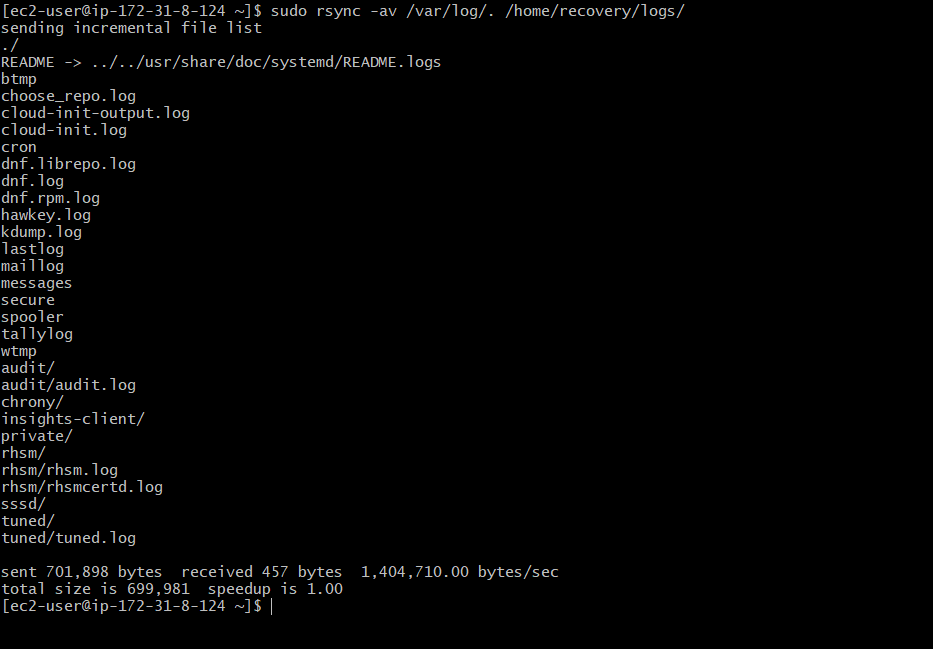 [ec2-user@ip-172-31-8-124 ~]$ sudo rsync -av /var/log/. /home/recovery/logs/
sending incremental file list
./
README -> ../../usr/share/doc/systemd/README.logs
btmp
choose_repo.log
cloud-init-output.log
cloud-init.log
cron
dnf.librepo.log
dnf.log
dnf.rpm.log
hawkey.log
kdump.log
lastlog
maillog
messages
secure
spooler
tallylog
wtmp
audit/
audit/audit.log
chrony/
insights-client/
private/
rhsm/
rhsm/rhsm.log
rhsm/rhsmcertd.log
sssd/
tuned/
tuned/tuned.log

sent 701,898 bytes  received 457 bytes  1,404,710.00 bytes/sec
total size is 699,981  speedup is 1.00
[ec2-user@ip-172-31-8-124 ~]$